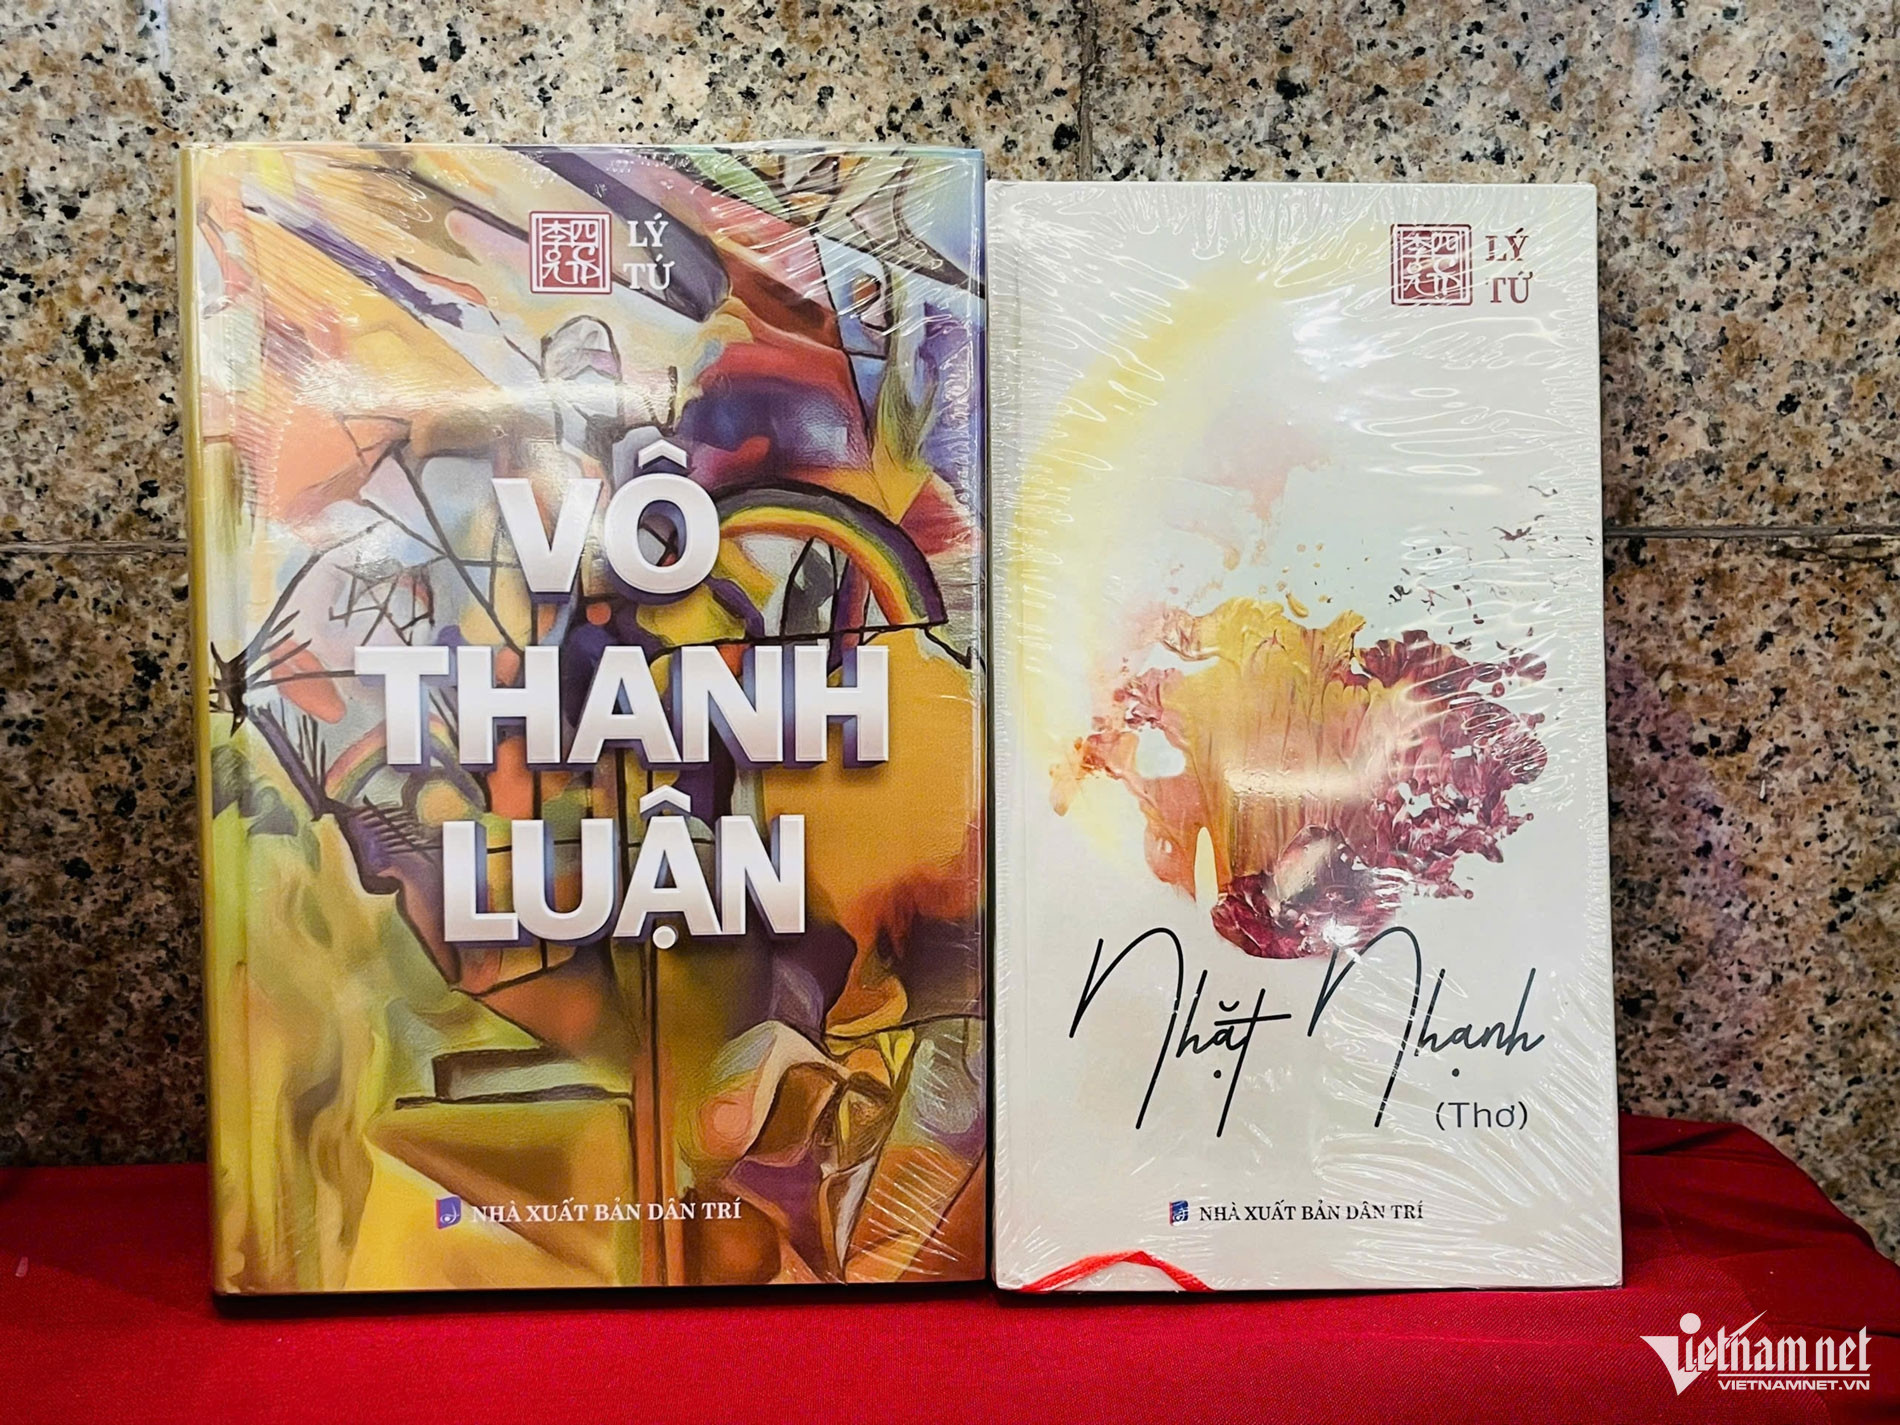 LÝ
TỨ
VÔ
THANH
LUẬN
NHÀ XUẤT BẢN DÂN TRÍ
LÝ
TỨ
Nhặt Nhạnh
(Thơ)
NHÀ XUẤT BẢN DÂN TRÍ
Vietnamnet
VIETNAMNET.VN